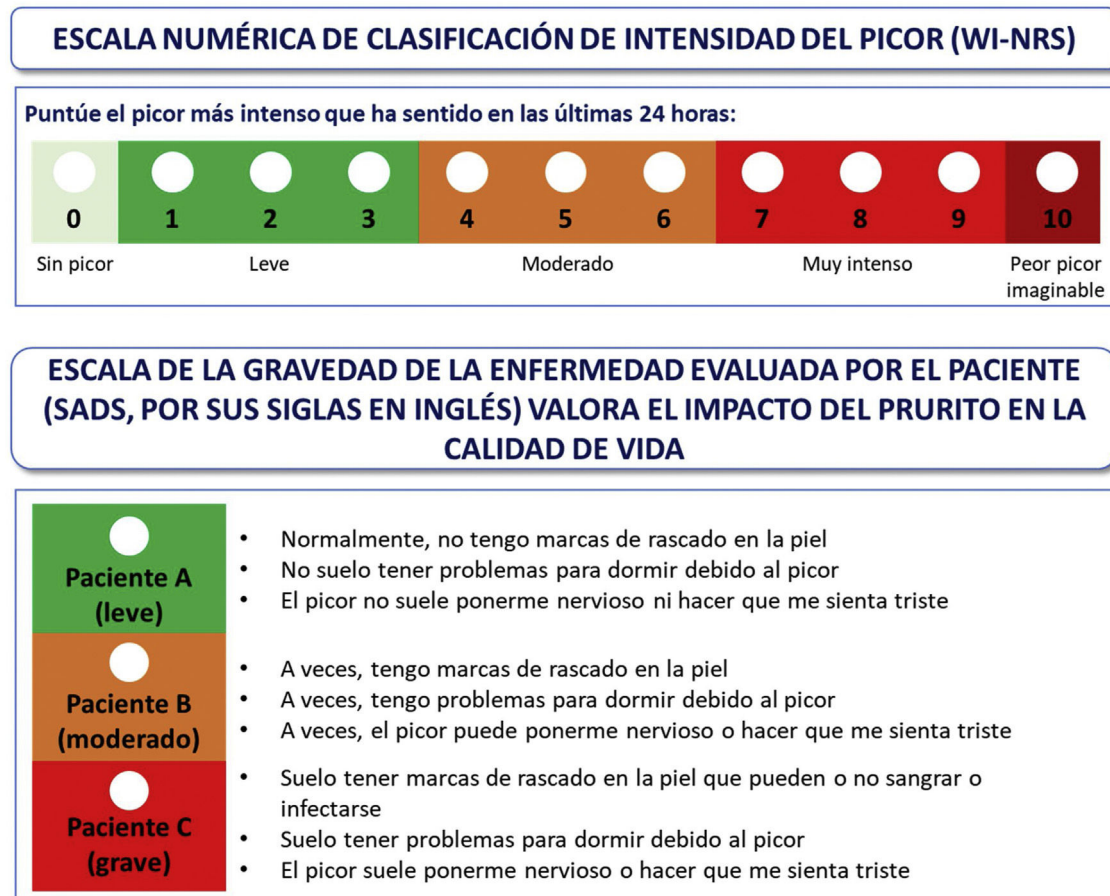 ESCALA NUMÉRICA DE CLASIFICACIÓN DE INTENSIDAD DEL PICOR (WI-NRS)
Puntúe el picor más intenso que ha sentido en las últimas 24 horas:
0 1 2 3 4 5 6 7 8 9 10
Sin picor Leve Moderado Muy intenso Peor picor
imaginable
ESCALA DE LA GRAVEDAD DE LA ENFERMEDAD EVALUADA POR EL PACIENTE
(SADS, POR SUS SIGLAS EN INGLÉS) VALORA EL IMPACTO DEL PRURITO EN LA
CALIDAD DE VIDA
Paciente A
(leve)
• Normalmente, no tengo marcas de rascado en la piel
• No suelo tener problemas para dormir debido al picor
• El picor no suele ponerme nervioso ni hacer que me sienta triste
Paciente B
(moderado)
• A veces, tengo marcas de rascado en la piel
• A veces, tengo problemas para dormir debido al picor
• A veces, el picor puede ponerme nervioso o hacer que me sienta triste
Paciente C
(grave)
• Suelo tener marcas de rascado en la piel que pueden o no sangrar o
infectarse
• Suelo tener problemas para dormir debido al picor
• El picor suele ponerme nervioso o hacer que me sienta triste